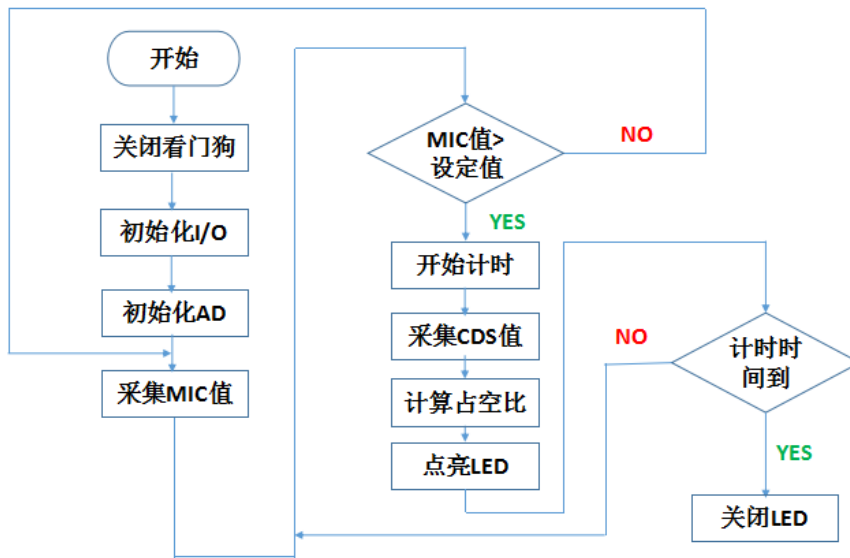 开始
关闭看门狗
初始化I/O
初始化AD
采集MIC值
MIC值>
设定值
NO
YES
开始计时
采集CDS值
计算占空比
点亮LED
NO
计时时
间到
YES
关闭LED